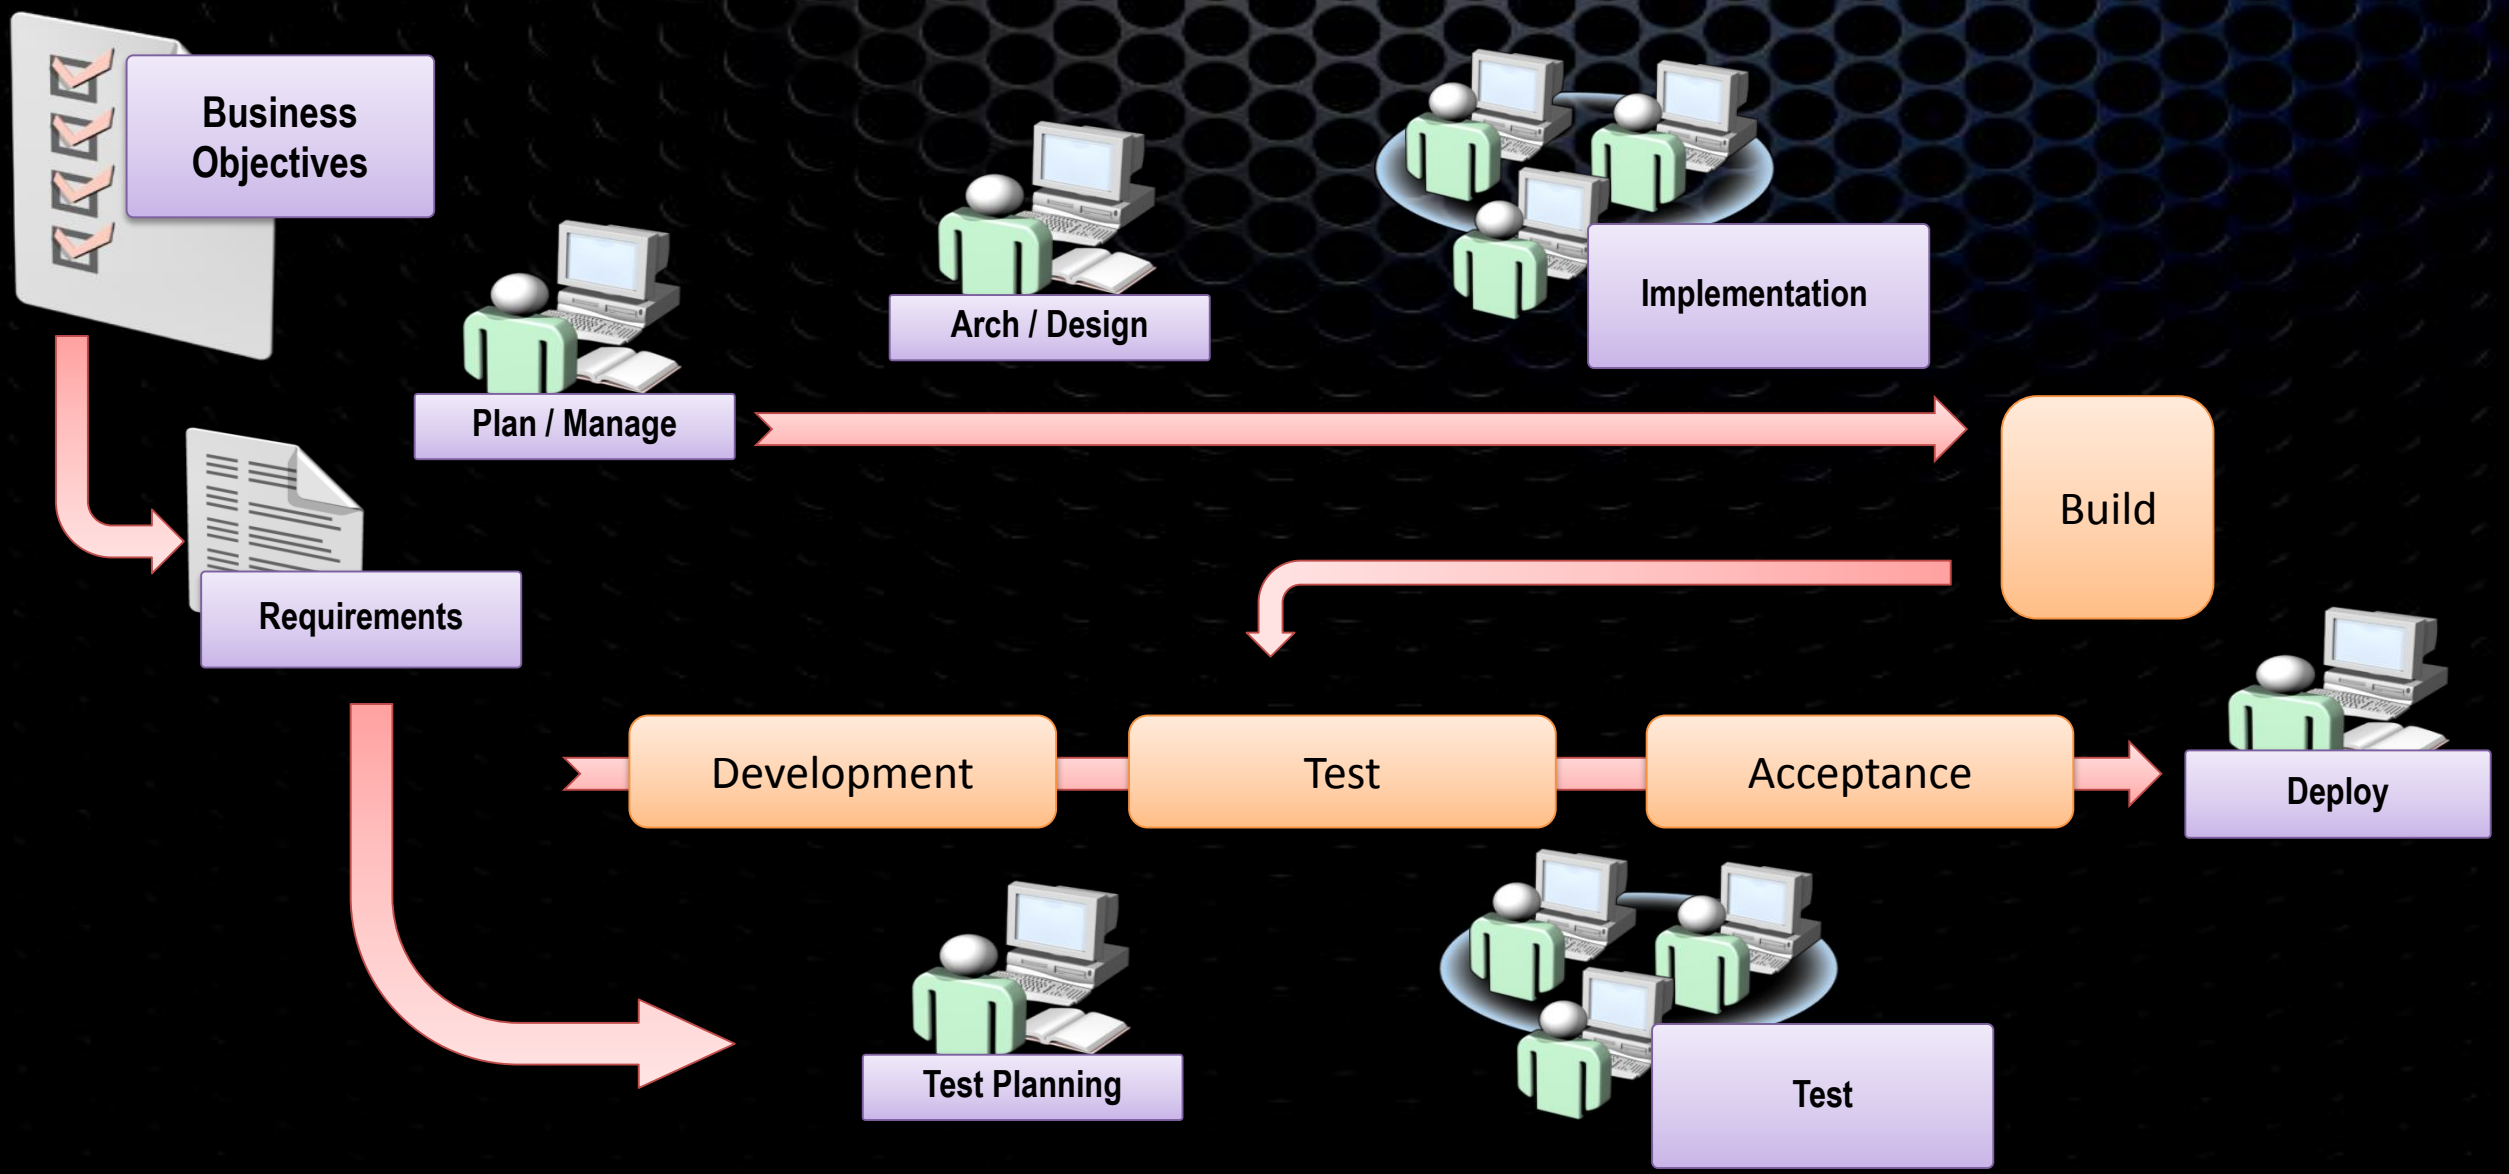 Business
Objectives
Plan / Manage
Arch / Design
Implementation
Build
Requirements
Development
Test
Acceptance
Deploy
Test Planning
Test